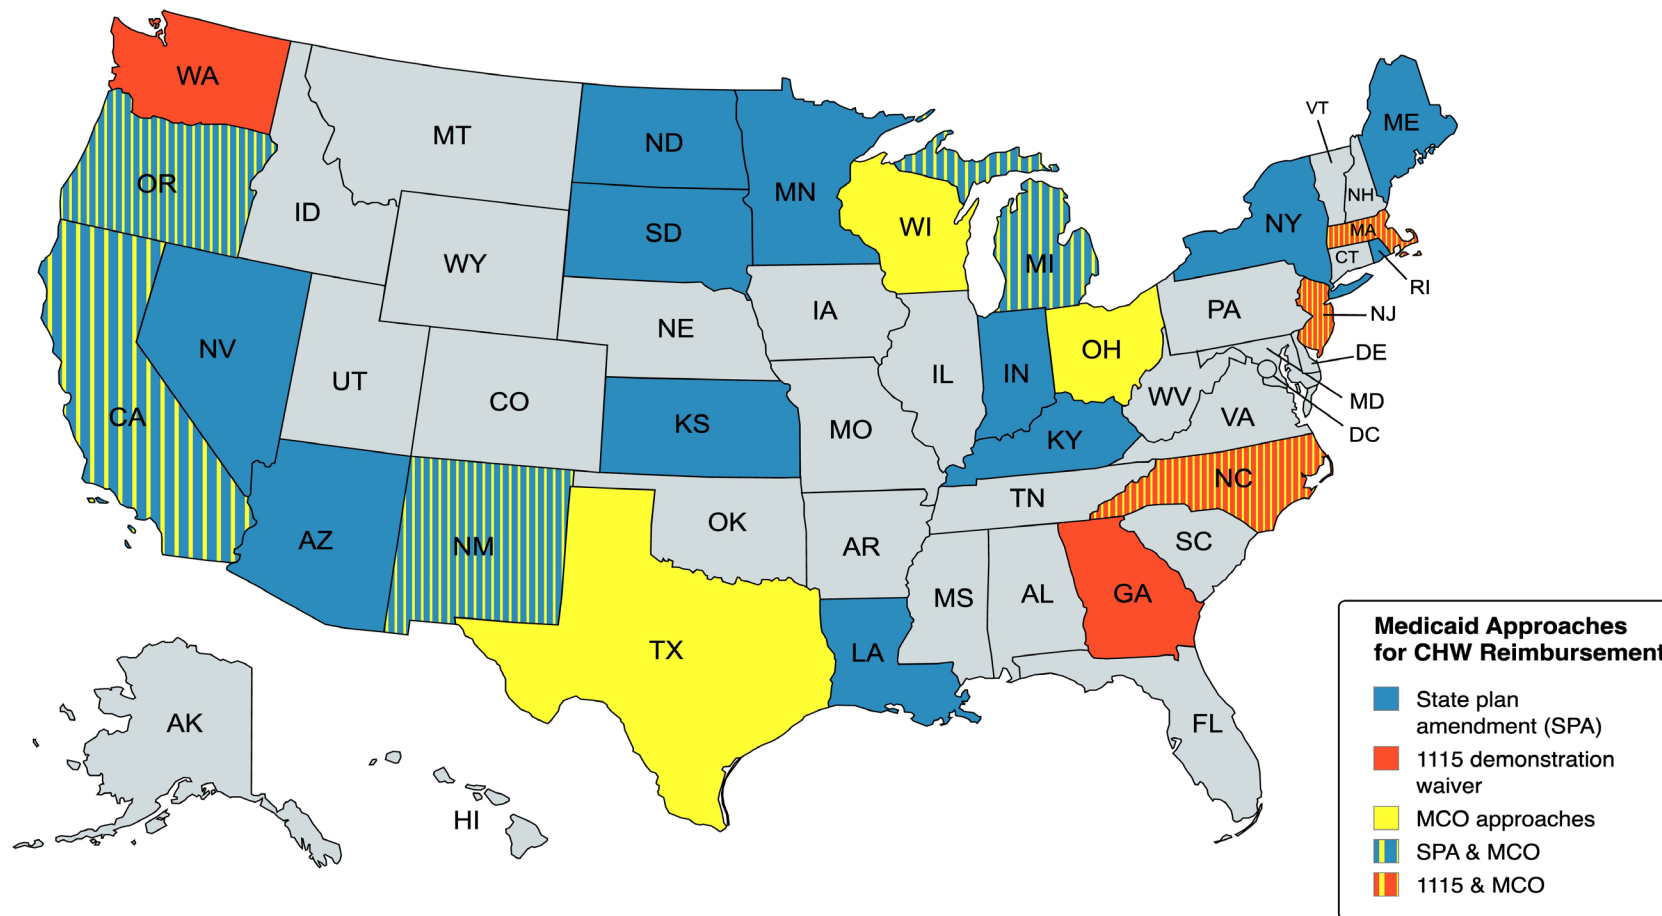 WA
MT
ND
MN
OR
ID
WY
SD
WI
MI
VT
ME
NH
NY
MA
CT
RI
NV
UT
CO
NE
IA
IL
IN
OH
PA
NJ
DE
MD
DC
CA
KS
MO
KY
WV
VA
AZ
NM
OK
AR
TN
NC
SC
TX
LA
MS
AL
GA
FL
AK
HI
Medicaid Approaches
for CHW Reimbursement
State plan
amendment (SPA)
1115 demonstration
waiver
MCO approaches
SPA & MCO
1115 & MCO